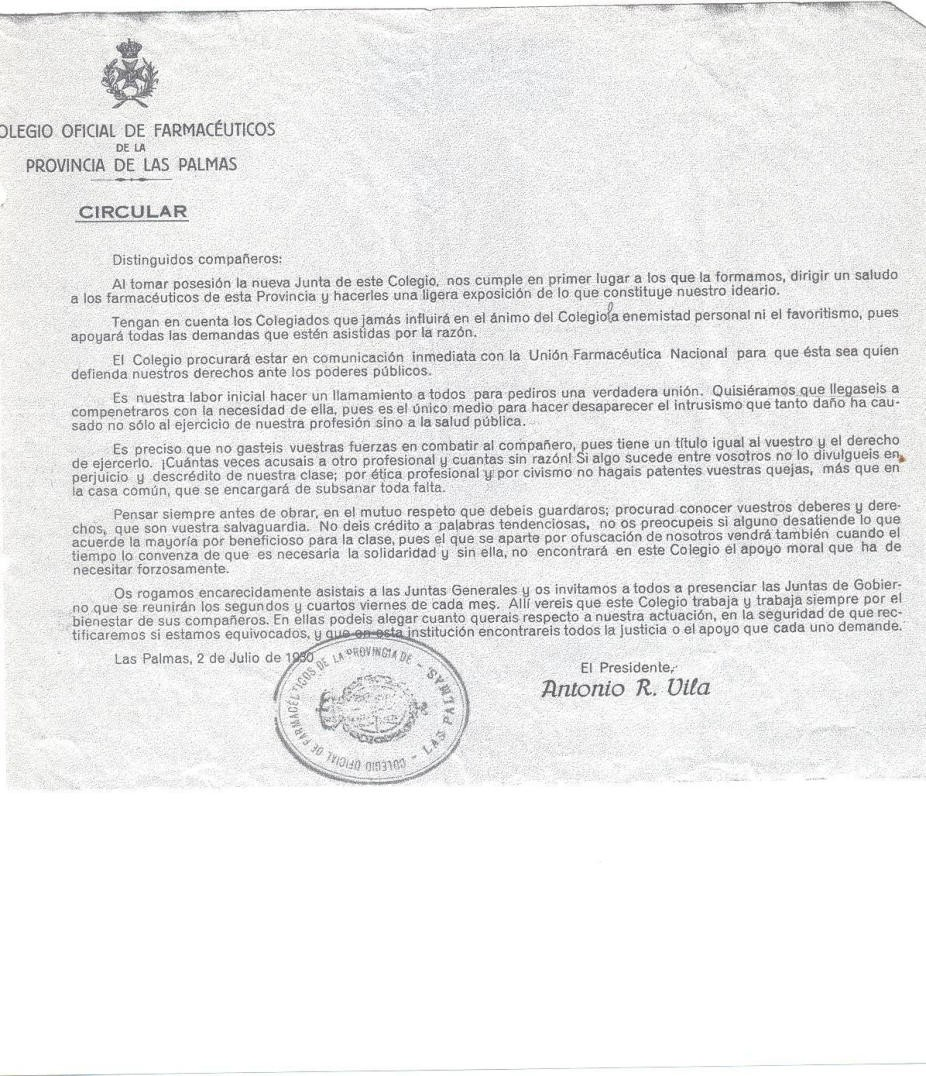 OLEGIO OFICIAL DE FARMACÉUTICOS
DE LA
PROVINCIA DE LAS PALMAS
CIRCULAR
Distinguidos compañeros:
Al tomar posesión la nueva Junta de este Colegio, nos cumple en primer lugar a los que la formamos, dirigir un saludo
a los farmacéuticos de esta Provincia y hacerles una ligera exposición de lo que constituye nuestro ideario.
Tengan en cuenta los Colegiados que jamás influirá en el ánimo del Colegio la enemistad personal ni el favoritismo, pues
apoyará todas las demandas que estén asistidas por la razón.
El Colegio procurará estar en comunicación inmediata con la Unión Farmacéutica Nacional para que ésta sea quien
defienda nuestros derechos ante los poderes públicos.
Es nuestra labor inicial hacer un llamamiento a todos para pediros una verdadera unión. Quisiéramos que llegaseis a
compenetraros con la necesidad de ella, pues es el único medio para hacer desaparecer el intrusismo que tanto daño ha cau-
sado no sólo al ejercicio de nuestra profesión sino a la salud pública.
Es preciso que no gasteis vuestras fuerzas en combatir al compañero, pues tiene un título igual al vuestro y el derecho
de ejercerlo. ¡Cuántas veces acusais a otro profesional y cuantas sin razón! Si algo sucede entre vosotros no lo divulgueis en
perjuicio y descrédito de nuestra clase; por ética profesional y por civismo no hagais patentes vuestras quejas, más que en
la casa común, que se encargará de subsanar toda falta.
Pensar siempre antes de obrar, en el mutuo respeto que debeis guardaros; procurad conocer vuestros deberes y dere-
chos, que son vuestra salvaguardia. No deis crédito a palabras tendenciosas, no os preocupeis si alguno desatiende lo que
acuerde la mayoría por beneficioso para la clase, pues el que se aparte por ofuscación de nosotros vendrá también cuando el
tiempo lo convenza de que es necesaria la solidaridad y sin ella, no encontrará en este Colegio el apoyo moral que ha de
necesitar forzosamente.
Os rogamos encarecidamente asistais a las Juntas Generales y os invitamos a todos a presenciar las Juntas de Gobier-
no que se reunirán los segundos y cuartos viernes de cada mes. Allí vereis que este Colegio trabaja y trabaja siempre por el
bienestar de sus compañeros. En ellas podeis alegar cuanto querais respecto a nuestra actuación, en la seguridad de que rec-
tificaremos si estamos equivocados, y que en esta institución encontrareis todos la justicia o el apoyo que cada uno demande.
Las Palmas, 2 de Julio de 1930
El Presidente,
Antonio R. Vila
COLEGIO OFICIAL DE FARMACÉUTICOS DE LA PROVINCIA DE - LAS PALMAS -